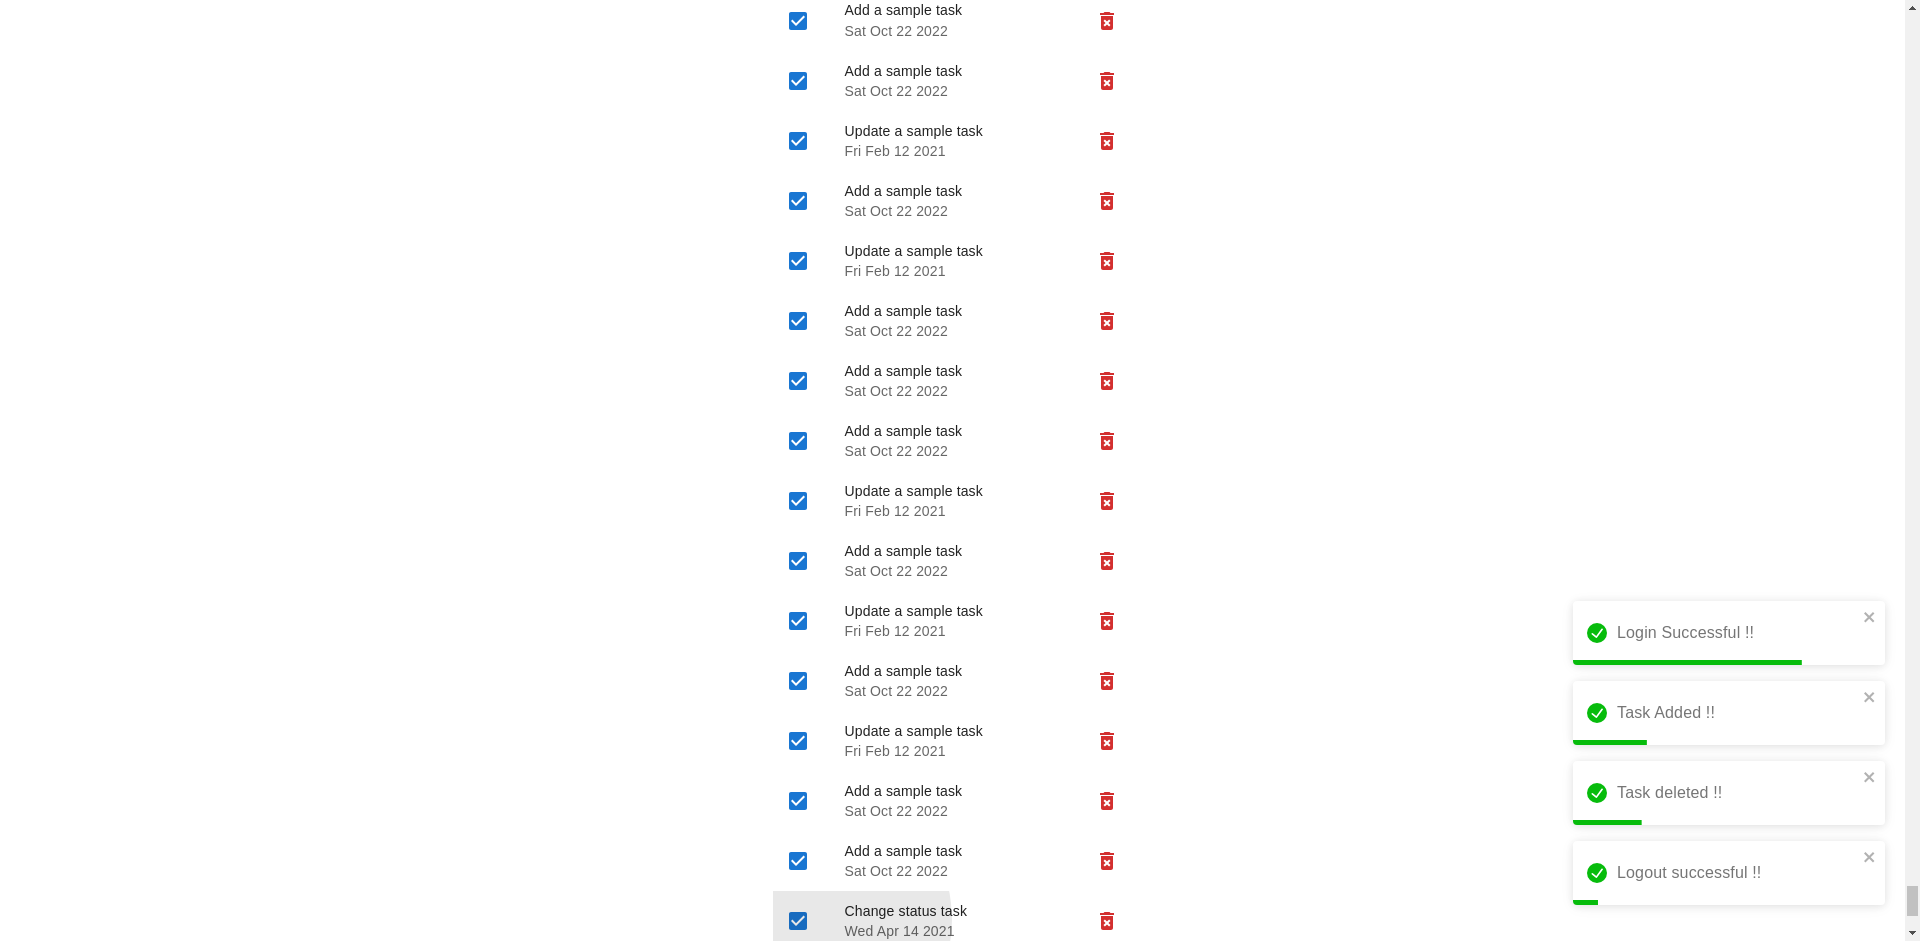 Add a sample task
Sat Oct 22 2022
Add a sample task
Sat Oct 22 2022
Update a sample task
Fri Feb 12 2021
Add a sample task
Sat Oct 22 2022
Update a sample task
Fri Feb 12 2021
Add a sample task
Sat Oct 22 2022
Add a sample task
Sat Oct 22 2022
Add a sample task
Sat Oct 22 2022
Update a sample task
Fri Feb 12 2021
Add a sample task
Sat Oct 22 2022
Update a sample task
Fri Feb 12 2021
Add a sample task
Sat Oct 22 2022
Update a sample task
Fri Feb 12 2021
Add a sample task
Sat Oct 22 2022
Add a sample task
Sat Oct 22 2022
Change status task
Wed Apr 14 2021
Login Successful !!
Task Added !!
Task deleted !!
Logout successful !!